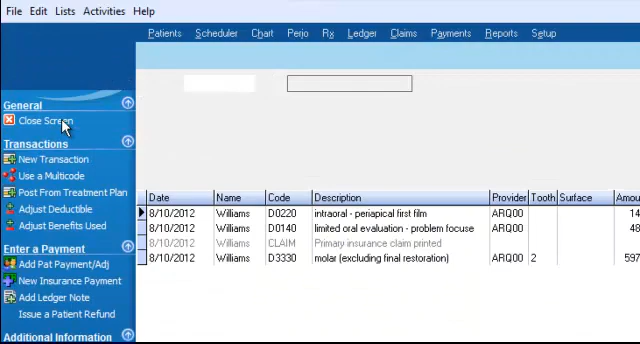 File Edit Lists Activities Help
Patients Scheduler Chart Perio Rx Ledger Claims Payments Reports Setup
General
Close Screen
Transactions
New Transaction
Use a Multicode
Post From Treatment Plan
Adjust Deductible
Adjust Benefits Used
Enter a Payment
Add Pat Payment/Adj
New Insurance Payment
Add Ledger Note
Issue a Patient Refund
Additional Information
Date Name Code Description Provider Tooth Surface Amou
8/10/2012 Williams D0220 intraoral - periapical first film ARQ00 14
8/10/2012 Williams D0140 limited oral evaluation - problem focuse ARQ00 48
8/10/2012 Williams CLAIM Primary insurance claim printed
8/10/2012 Williams D3330 molar (excluding final restoration) ARQ00 2 597